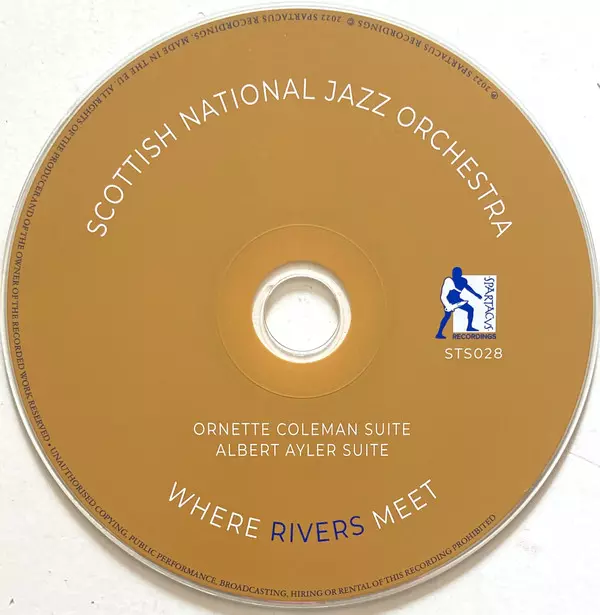 SCOTTISH NATIONAL JAZZ ORCHESTRA
SPARTACVS
RECORDINGS
STS028
ORNETTE COLEMAN SUITE
ALBERT AYLER SUITE
WHERE RIVERS MEET
℗ 2022 SPARTACUS RECORDINGS © 2022 SPARTACUS RECORDINGS. MADE IN THE EU. ALL RIGHTS OF THE PRODUCER AND OF THE OWNER OF THE RECORDED WORK RESERVED • UNAUTHORISED COPYING, PUBLIC PERFORMANCE, BROADCASTING, HIRING OR RENTAL OF THIS RECORDING PROHIBITED